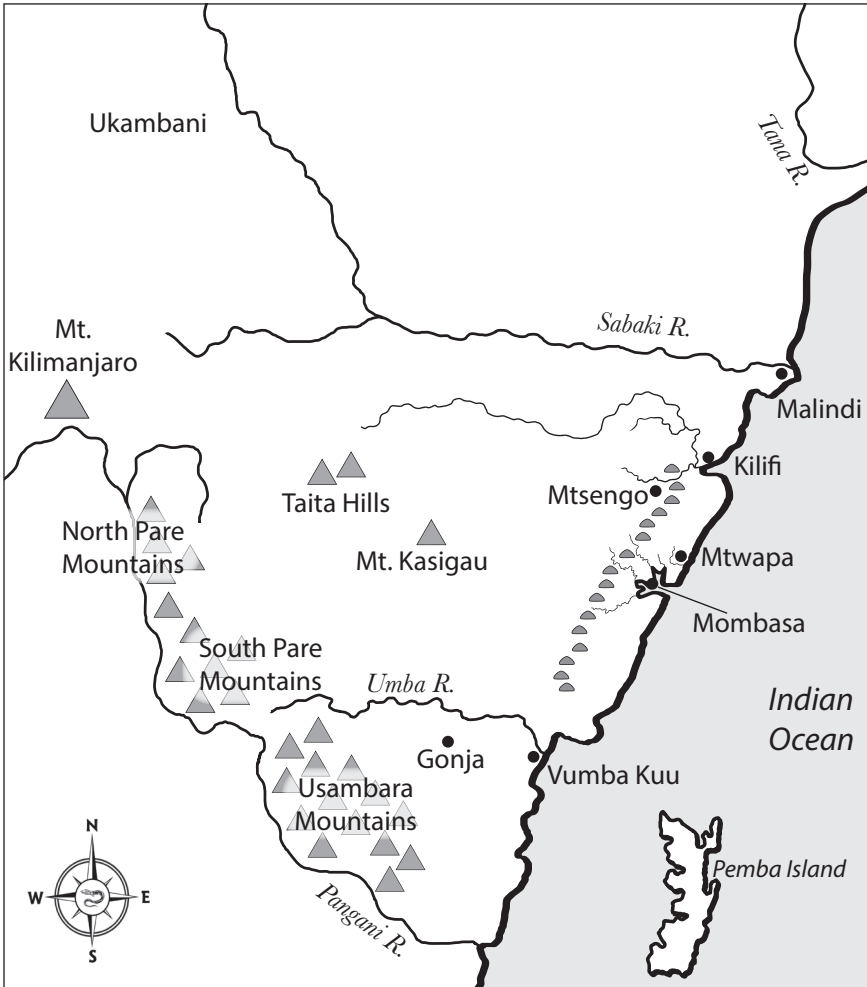 Ukambani
Tana R.
Sabaki R.
Mt.
Kilimanjaro
Malindi
Kilifi
Mtsengo
Taita Hills
North Pare
Mountains
Mt. Kasigau
Mtwapa
Mombasa
South Pare
Mountains
Umba R.
Indian
Ocean
Gonja
Vumba Kuu
Usambara
Mountains
N
W
E
S
Pemba Island
Pangani R.